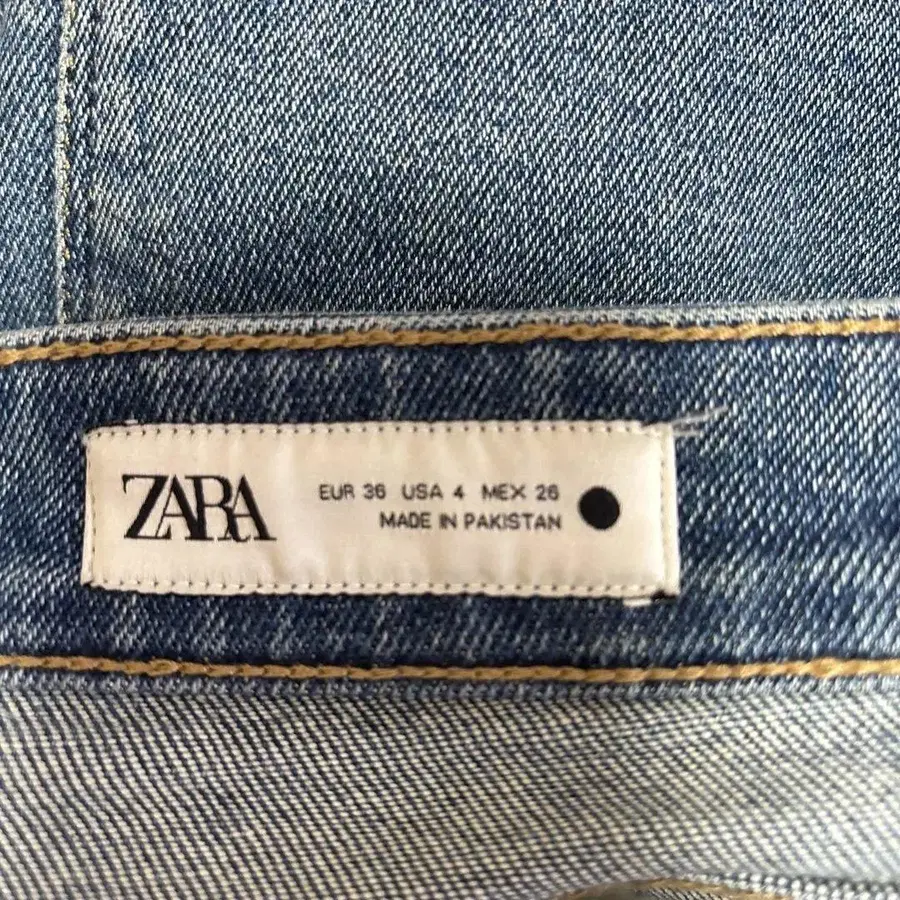 ZARA
EUR 36 USA 4 MEX 26
MADE IN PAKISTAN